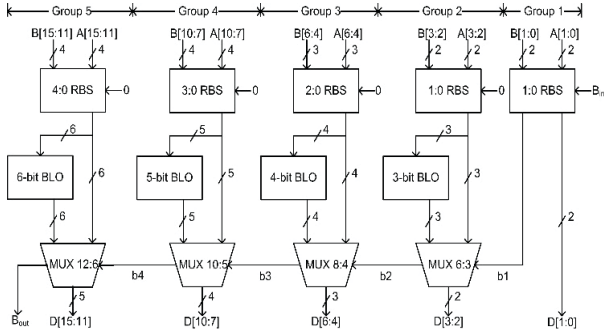 Group 5 Group 4 Group 3 Group 2 Group 1
B[15:11] A[15:11] B[10:7] A[10:7] B[6:4] A[6:4] B[3:2] A[3:2] B[1:0] A[1:0]
4 4 4 4 3 3 2 2 2 2
4:0 RBS 0 3:0 RBS 0 2:0 RBS 0 1:0 RBS 0 1:0 RBS Bin
6 5 4 3
6-bit BLO 6 5-bit BLO 5 4-bit BLO 4 3-bit BLO 3
6 5 4 3 2
MUX 12:6 b4 MUX 10:5 b3 MUX 8:4 b2 MUX 6:3 b1
Bout 5 4 3 2
D[15:11] D[10:7] D[6:4] D[3:2] D[1:0]